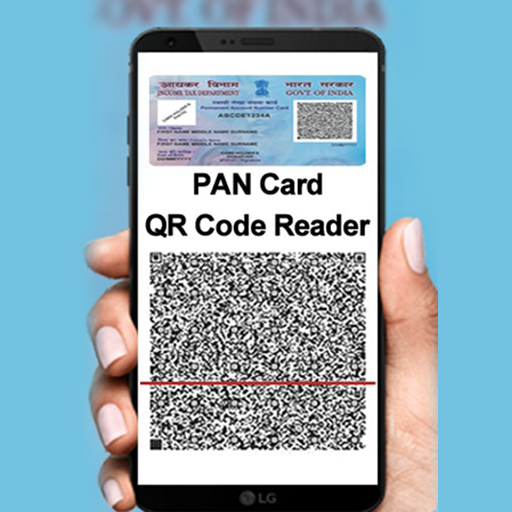 GOVT OF INDIA
आयकर विभाग
INCOME TAX DEPARTMENT
भारत सरकार
GOVT. OF INDIA
स्थायी लेखा संख्या कार्ड
Permanent Account Number Card
ABCDE1234A
FIRST NAME MIDDLE NAME SURNAME
FIRST NAME MIDDLE NAME SURNAME
PAN Card
QR Code Reader
LG